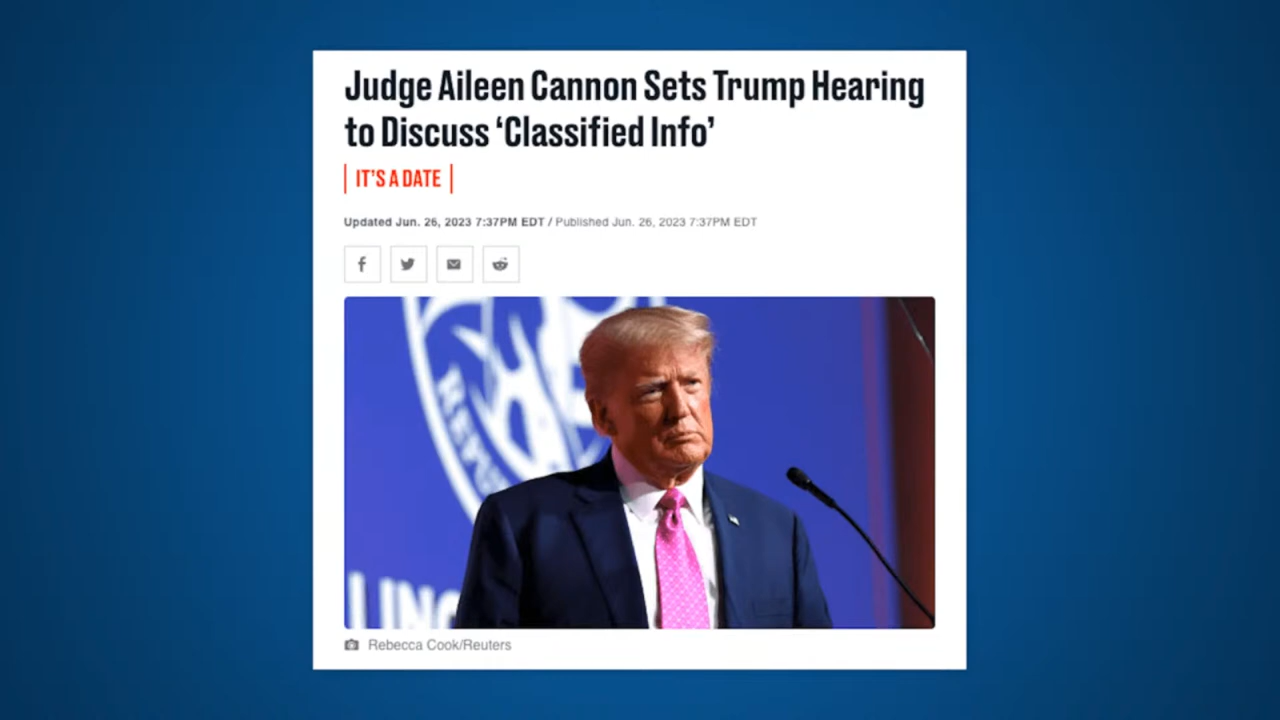 Judge Aileen Cannon Sets Trump Hearing
to Discuss ‘Classified Info’
IT’S A DATE
Updated Jun. 26, 2023 7:37PM EDT / Published Jun. 26, 2023 7:37PM EDT
LINC
Rebecca Cook/Reuters